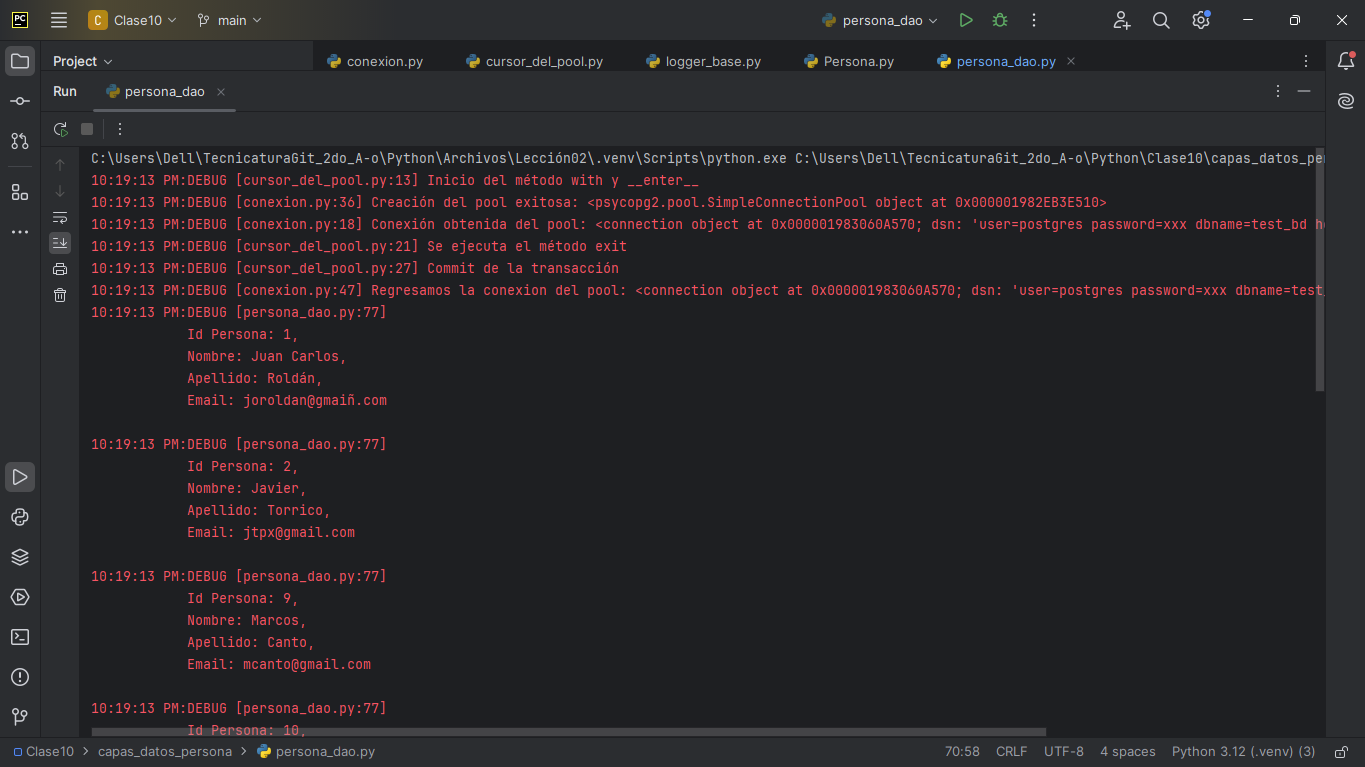 PC
C Clase10 main persona_dao
Project conexion.py cursor_del_pool.py logger_base.py Persona.py persona_dao.py
Run persona_dao
C:\Users\Dell\TecnicaturaGit_2do_A-o\Python\Archivos\Lección02\.venv\Scripts\python.exe C:\Users\Dell\TecnicaturaGit_2do_A-o\Python\Clase10\capas_datos_pe
10:19:13 PM:DEBUG [cursor_del_pool.py:13] Inicio del método with y __enter__
10:19:13 PM:DEBUG [conexion.py:36] Creación del pool exitosa: <psycopg2.pool.SimpleConnectionPool object at 0x000001982EB3E510>
10:19:13 PM:DEBUG [conexion.py:18] Conexión obtenida del pool: <connection object at 0x000001983060A570; dsn: 'user=postgres password=xxx dbname=test_bd h
10:19:13 PM:DEBUG [cursor_del_pool.py:21] Se ejecuta el método exit
10:19:13 PM:DEBUG [cursor_del_pool.py:27] Commit de la transacción
10:19:13 PM:DEBUG [conexion.py:47] Regresamos la conexion del pool: <connection object at 0x000001983060A570; dsn: 'user=postgres password=xxx dbname=test_
10:19:13 PM:DEBUG [persona_dao.py:77]
Id Persona: 1,
Nombre: Juan Carlos,
Apellido: Roldán,
Email: joroldan@gmaiñ.com
10:19:13 PM:DEBUG [persona_dao.py:77]
Id Persona: 2,
Nombre: Javier,
Apellido: Torrico,
Email: jtpx@gmail.com
10:19:13 PM:DEBUG [persona_dao.py:77]
Id Persona: 9,
Nombre: Marcos,
Apellido: Canto,
Email: mcanto@gmail.com
10:19:13 PM:DEBUG [persona_dao.py:77]
Id Persona: 10,
Clase10 > capas_datos_persona > persona_dao.py 70:58 CRLF UTF-8 4 spaces Python 3.12 (.venv) (3)